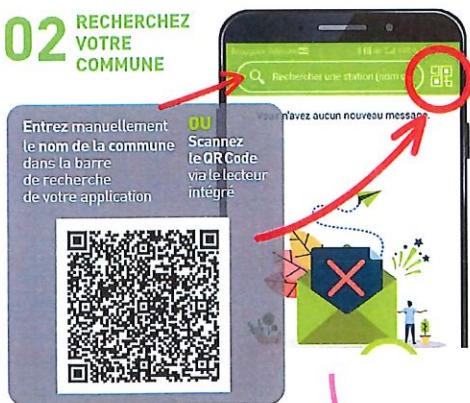 02 RECHERCHEZ
VOTRE
COMMUNE
Rechercher une station (nom
Vous n'avez aucun nouveau message.
Entrez manuellement
le nom de la commune
dans la barre
de recherche
de votre application
OU
Scannez
le QR Code
via le lecteur
intégré